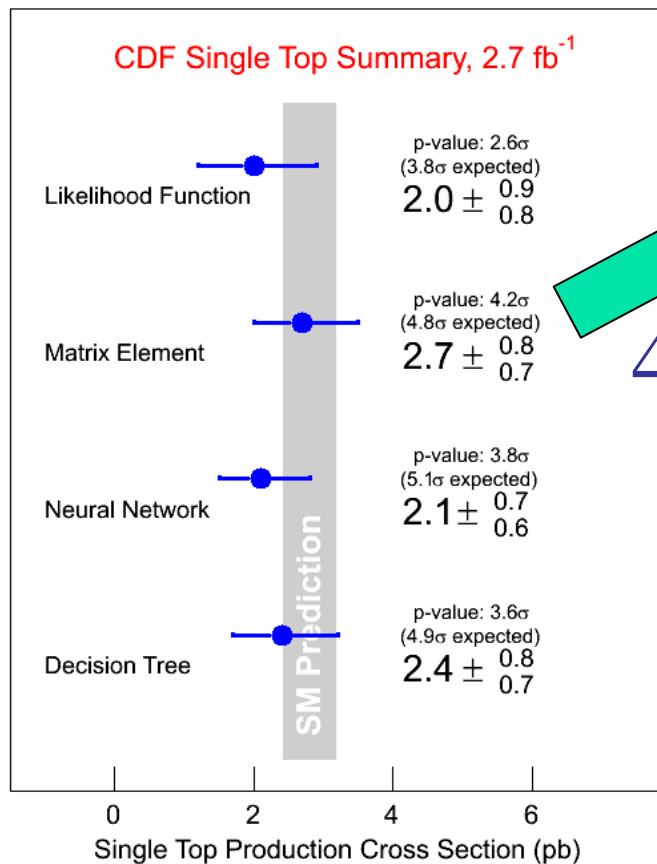 CDF Single Top Summary, 2.7 fb⁻¹
p-value: 2.6σ
(3.8σ expected)
Likelihood Function 2.0 ± 0.9 0.8
p-value: 4.2σ
(4.8σ expected)
Matrix Element 2.7 ± 0.8 0.7
p-value: 3.8σ
(5.1σ expected)
Neural Network 2.1 ± 0.7 0.6
p-value: 3.6σ
(4.9σ expected)
Decision Tree 2.4 ± 0.8 0.7
SM Prediction
0 2 4 6
Single Top Production Cross Section (pb)